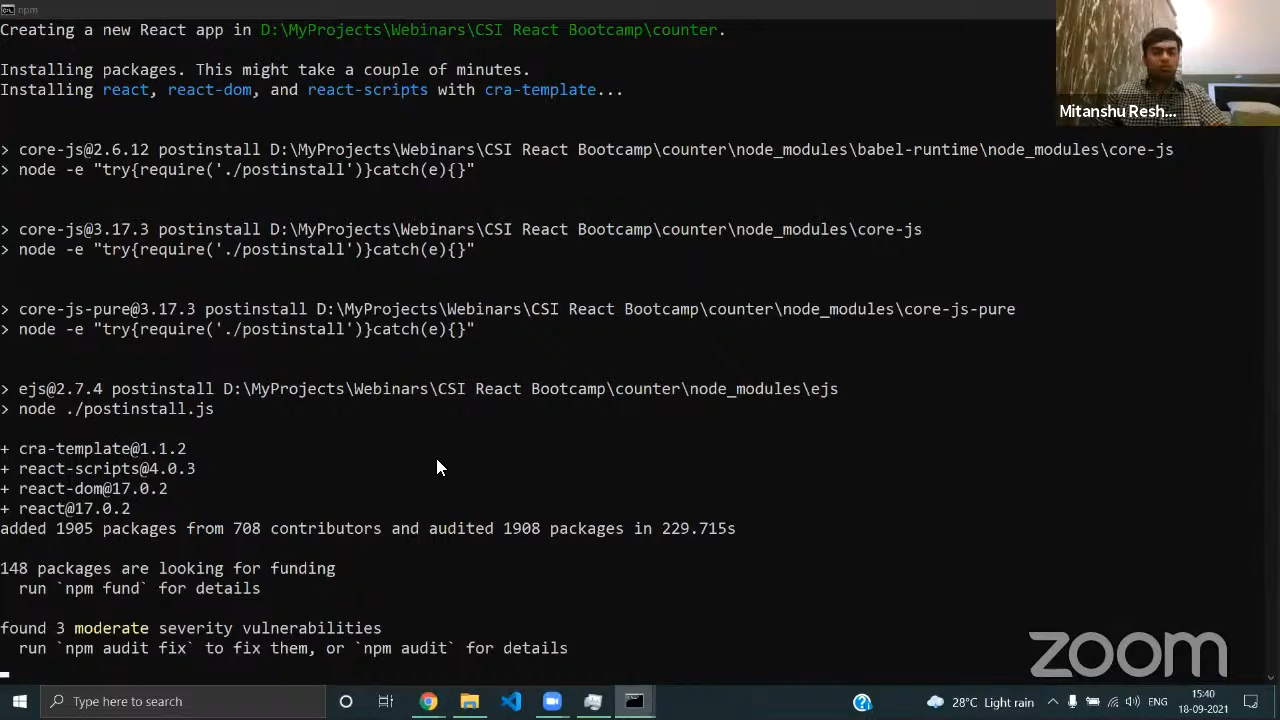 npm
Creating a new React app in D:\MyProjects\Webinars\CSI React Bootcamp\counter.
Installing packages. This might take a couple of minutes.
Installing react, react-dom, and react-scripts with cra-template...
Mitanshu Resh...
> core-js@2.6.12 postinstall D:\MyProjects\Webinars\CSI React Bootcamp\counter\node_modules\babel-runtime\node_modules\core-js
> node -e "try{require('./postinstall')}catch(e){}"
> core-js@3.17.3 postinstall D:\MyProjects\Webinars\CSI React Bootcamp\counter\node_modules\core-js
> node -e "try{require('./postinstall')}catch(e){}"
> core-js-pure@3.17.3 postinstall D:\MyProjects\Webinars\CSI React Bootcamp\counter\node_modules\core-js-pure
> node -e "try{require('./postinstall')}catch(e){}"
> ejs@2.7.4 postinstall D:\MyProjects\Webinars\CSI React Bootcamp\counter\node_modules\ejs
> node ./postinstall.js
+ cra-template@1.1.2
+ react-scripts@4.0.3
+ react-dom@17.0.2
+ react@17.0.2
added 1905 packages from 708 contributors and audited 1908 packages in 229.715s
148 packages are looking for funding
run `npm fund` for details
found 3 moderate severity vulnerabilities
run `npm audit fix` to fix them, or `npm audit` for details
zoom
Type here to search
28°C Light rain
ENG
15:40
18-09-2021